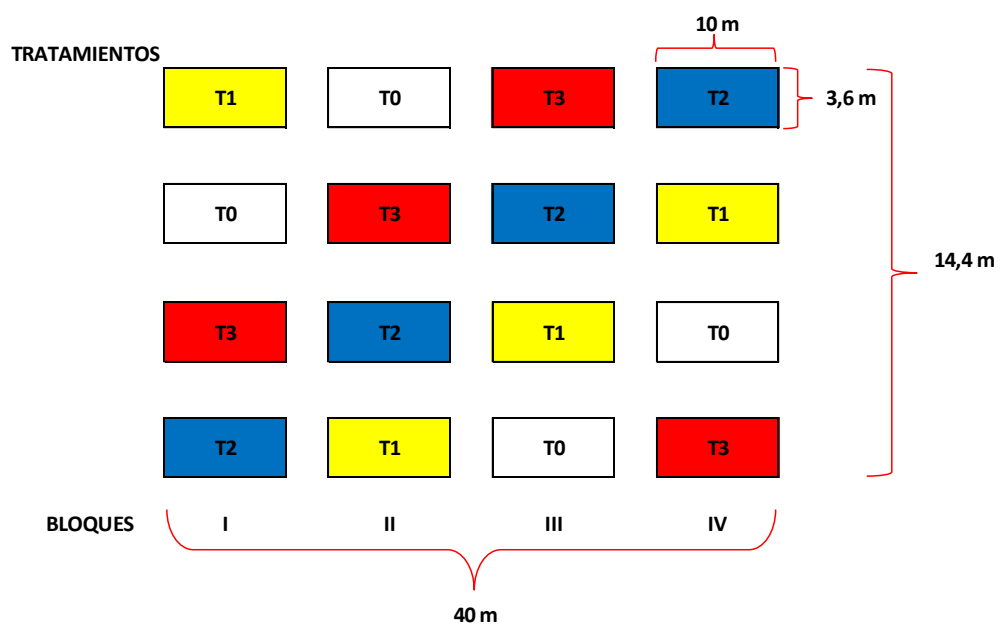 10 m
TRATAMIENTOS
T1 T0 T3 T2
3,6 m
T0 T3 T2 T1
14,4 m
T3 T2 T1 T0
T2 T1 T0 T3
BLOQUES I II III IV
40 m